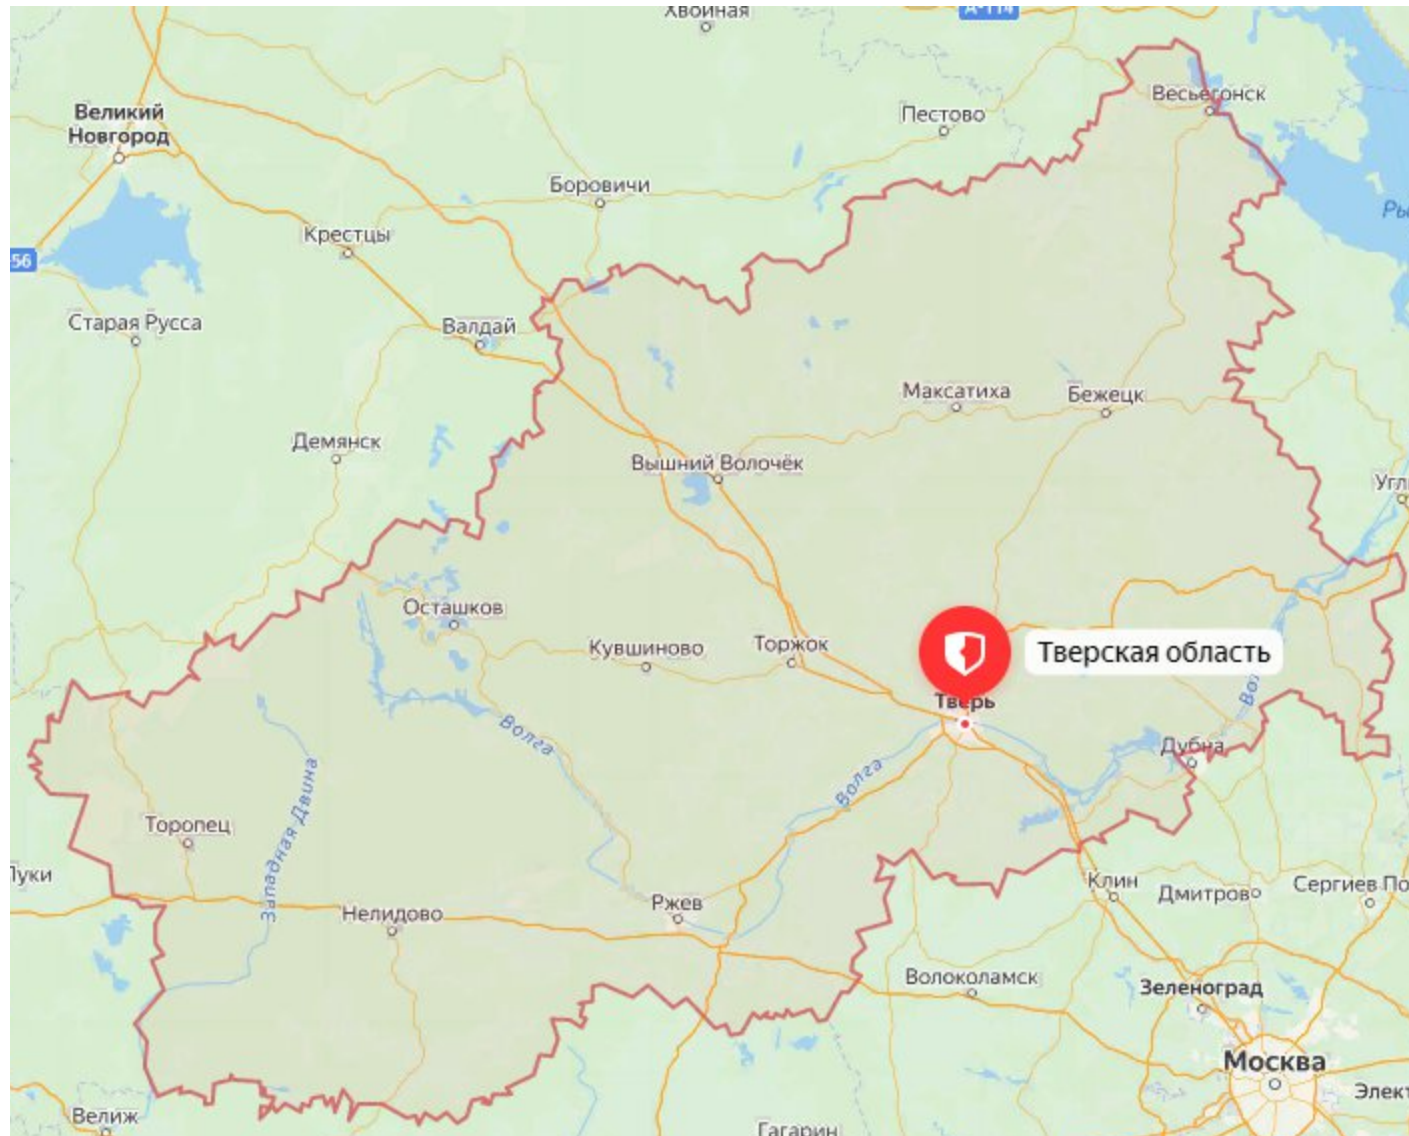 Хвойная
А-114
Весьегонск
Великий
Новгород
Пестово
Боровичи
Крестцы
56
Старая Русса
Валдай
Максатиха
Бежецк
Демянск
Вышний Волочёк
Осташков
Кувшиново
Торжок
Тверская область
Тверь
Волга
Волга
Дубна
Западная Двина
Торопец
Луки
Нелидово
Ржев
Клин
Дмитров
Сергиев По
Волоколамск
Зеленоград
Москва
Элект
Велиж
Гагарин